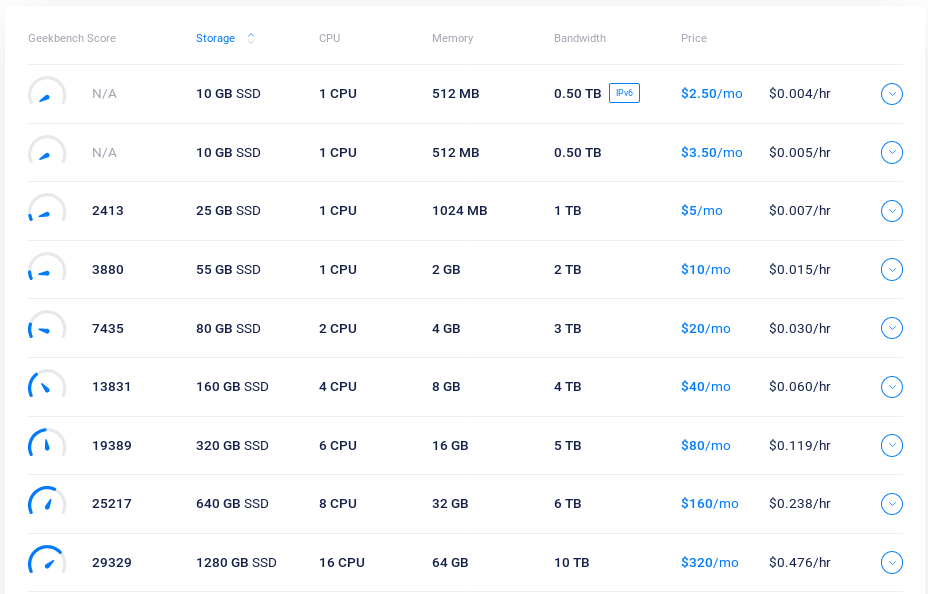 Geekbench Score Storage CPU Memory Bandwidth Price
N/A 10 GB SSD 1 CPU 512 MB 0.50 TB IPv6 $2.50/mo $0.004/hr
N/A 10 GB SSD 1 CPU 512 MB 0.50 TB $3.50/mo $0.005/hr
2413 25 GB SSD 1 CPU 1024 MB 1 TB $5/mo $0.007/hr
3880 55 GB SSD 1 CPU 2 GB 2 TB $10/mo $0.015/hr
7435 80 GB SSD 2 CPU 4 GB 3 TB $20/mo $0.030/hr
13831 160 GB SSD 4 CPU 8 GB 4 TB $40/mo $0.060/hr
19389 320 GB SSD 6 CPU 16 GB 5 TB $80/mo $0.119/hr
25217 640 GB SSD 8 CPU 32 GB 6 TB $160/mo $0.238/hr
29329 1280 GB SSD 16 CPU 64 GB 10 TB $320/mo $0.476/hr